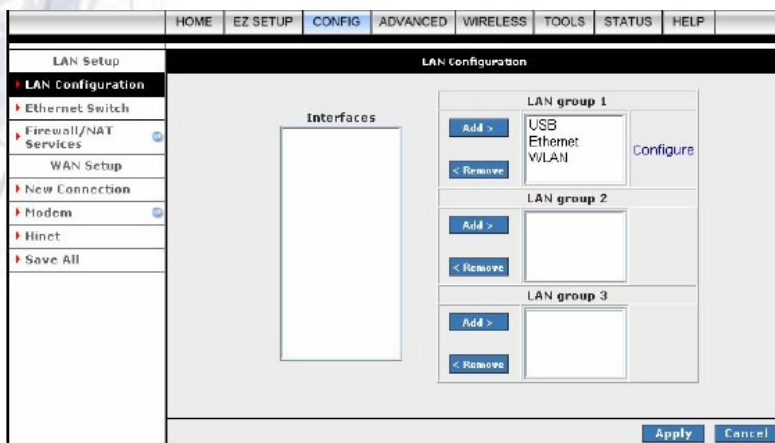 HOME EZ SETUP CONFIG ADVANCED WIRELESS TOOLS STATUS HELP
LAN Setup
LAN Configuration
Ethernet Switch
Firewall/NAT
Services
WAN Setup
New Connection
Modem
Hinet
Save All
LAN Configuration
Interfaces
LAN group 1
Add >
< Remove
USB
Ethernet
WLAN
Configure
LAN group 2
Add >
< Remove
LAN group 3
Add >
< Remove
Apply Cancel